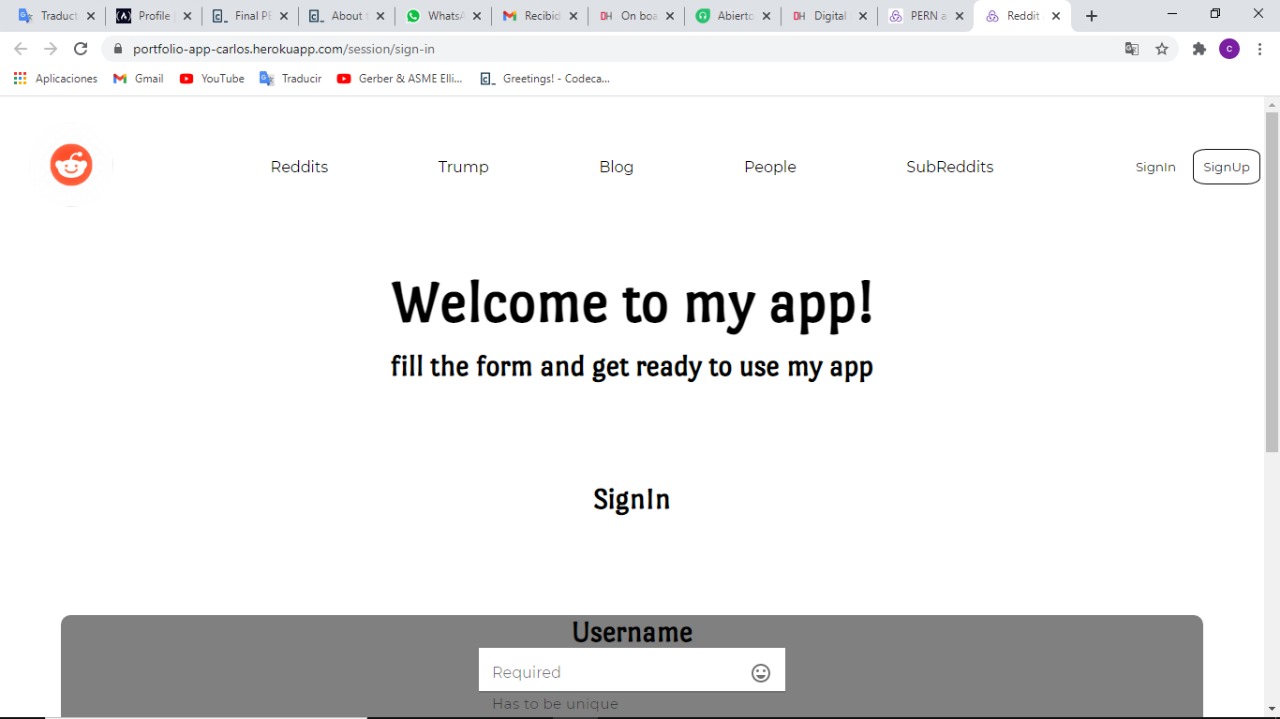 Traduct
Profile
Final PE
About t
WhatsA
Recibid
On boa
Abierto
Digital
PERN a
Reddit
portfolio-app-carlos.herokuapp.com/session/sign-in
c
Aplicaciones
Gmail
YouTube
Traducir
Gerber & ASME Elli...
Greetings! - Codeca...
Reddits
Trump
Blog
People
SubReddits
SignIn
SignUp
Welcome to my app!
fill the form and get ready to use my app
SignIn
Username
Required
Has to be unique